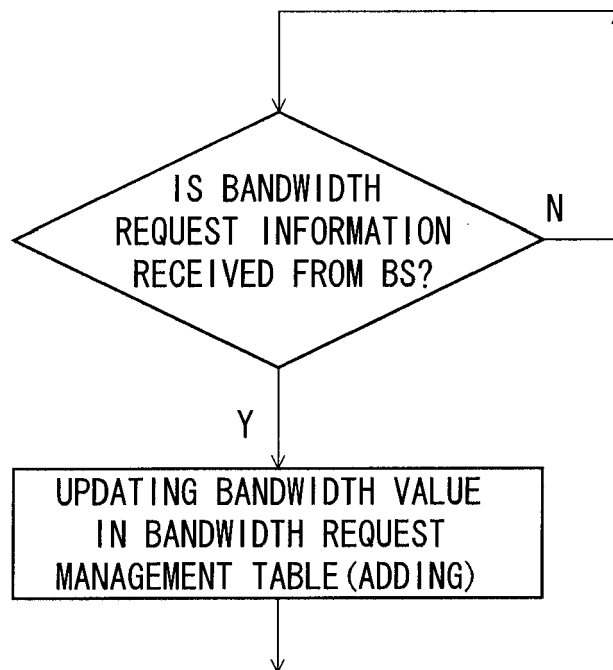 IS BANDWIDTH
REQUEST INFORMATION
RECEIVED FROM BS?
N
Y
UPDATING BANDWIDTH VALUE
IN BANDWIDTH REQUEST
MANAGEMENT TABLE(ADDING)